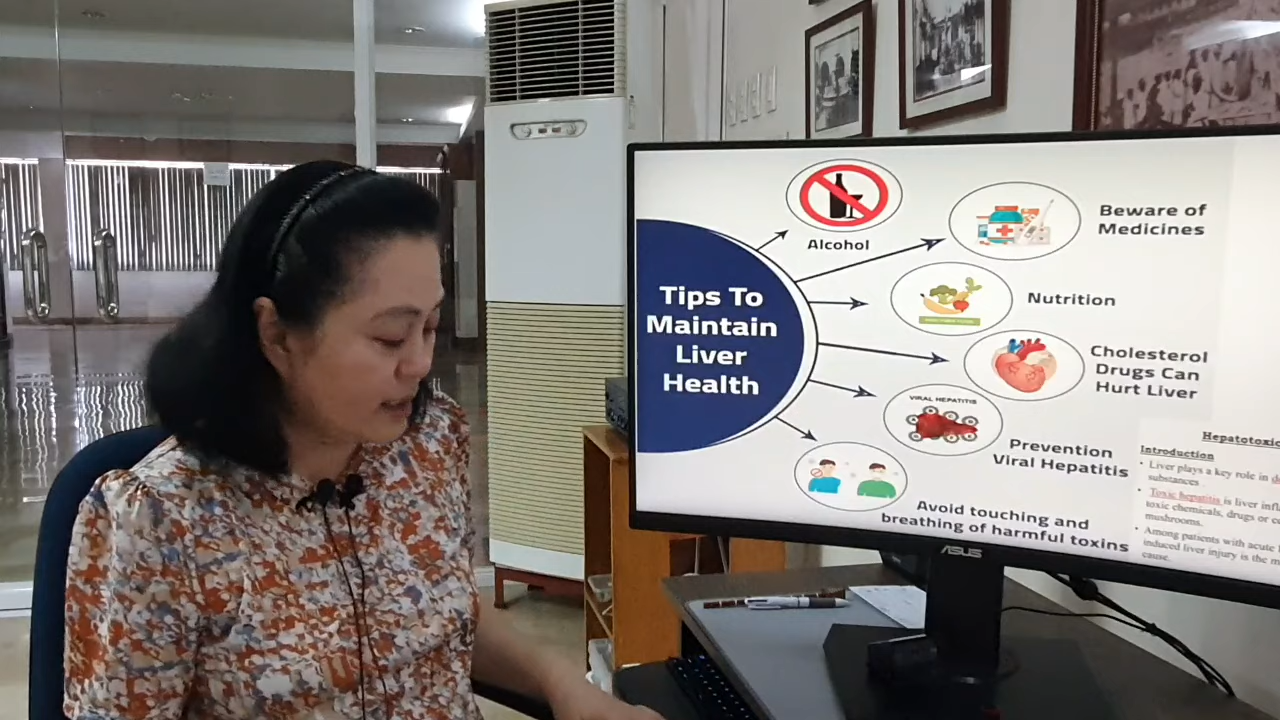 Alcohol
Beware of
Medicines
Nutrition
Tips To
Maintain
Liver
Health
Cholesterol
Drugs Can
Hurt Liver
VIRAL HEPATITIS
Prevention
Viral Hepatitis
Avoid touching and
breathing of harmful toxins
Introduction
• Liver plays a key role in
substances
• Toxic hepatitis is liver
toxic chemicals, drugs or
mushrooms.
• Among patients with acute
induced liver injury is the
cause.
ASUS